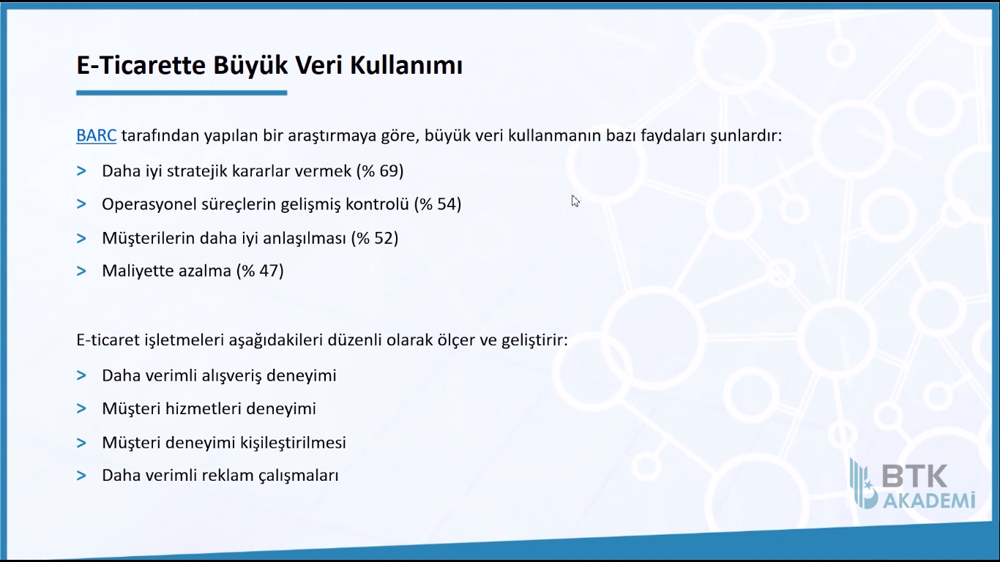 E-Ticarette Büyük Veri Kullanımı
BARC tarafından yapılan bir araştırmaya göre, büyük veri kullanmanın bazı faydaları şunlardır:
> Daha iyi stratejik kararlar vermek (% 69)
> Operasyonel süreçlerin gelişmiş kontrolü (% 54)
> Müşterilerin daha iyi anlaşılması (% 52)
> Maliyette azalma (% 47)
E-ticaret işletmeleri aşağıdakileri düzenli olarak ölçer ve geliştirir:
> Daha verimli alışveriş deneyimi
> Müşteri hizmetleri deneyimi
> Müşteri deneyimi kişileştirilmesi
> Daha verimli reklam çalışmaları
BTK
AKADEMİ